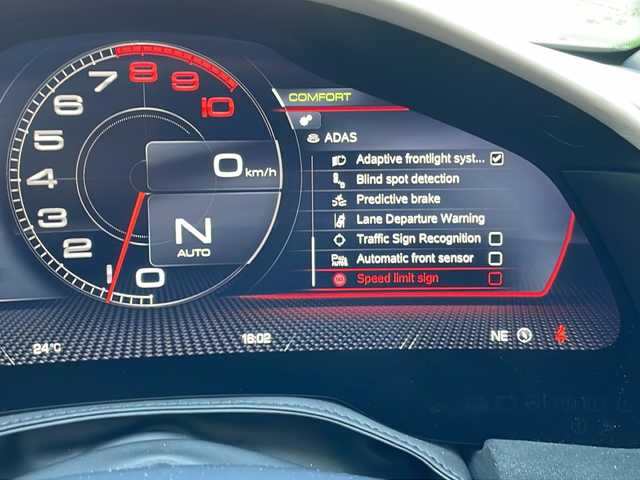 COMFORT
ADAS
Adaptive frontlight syst...
Blind spot detection
Predictive brake
Lane Departure Warning
Traffic Sign Recognition
Automatic front sensor
Speed limit sign
0 1 2 3 4 5 6 7 8 9 10
0 km/h
N
AUTO
24°C
16:02
NE